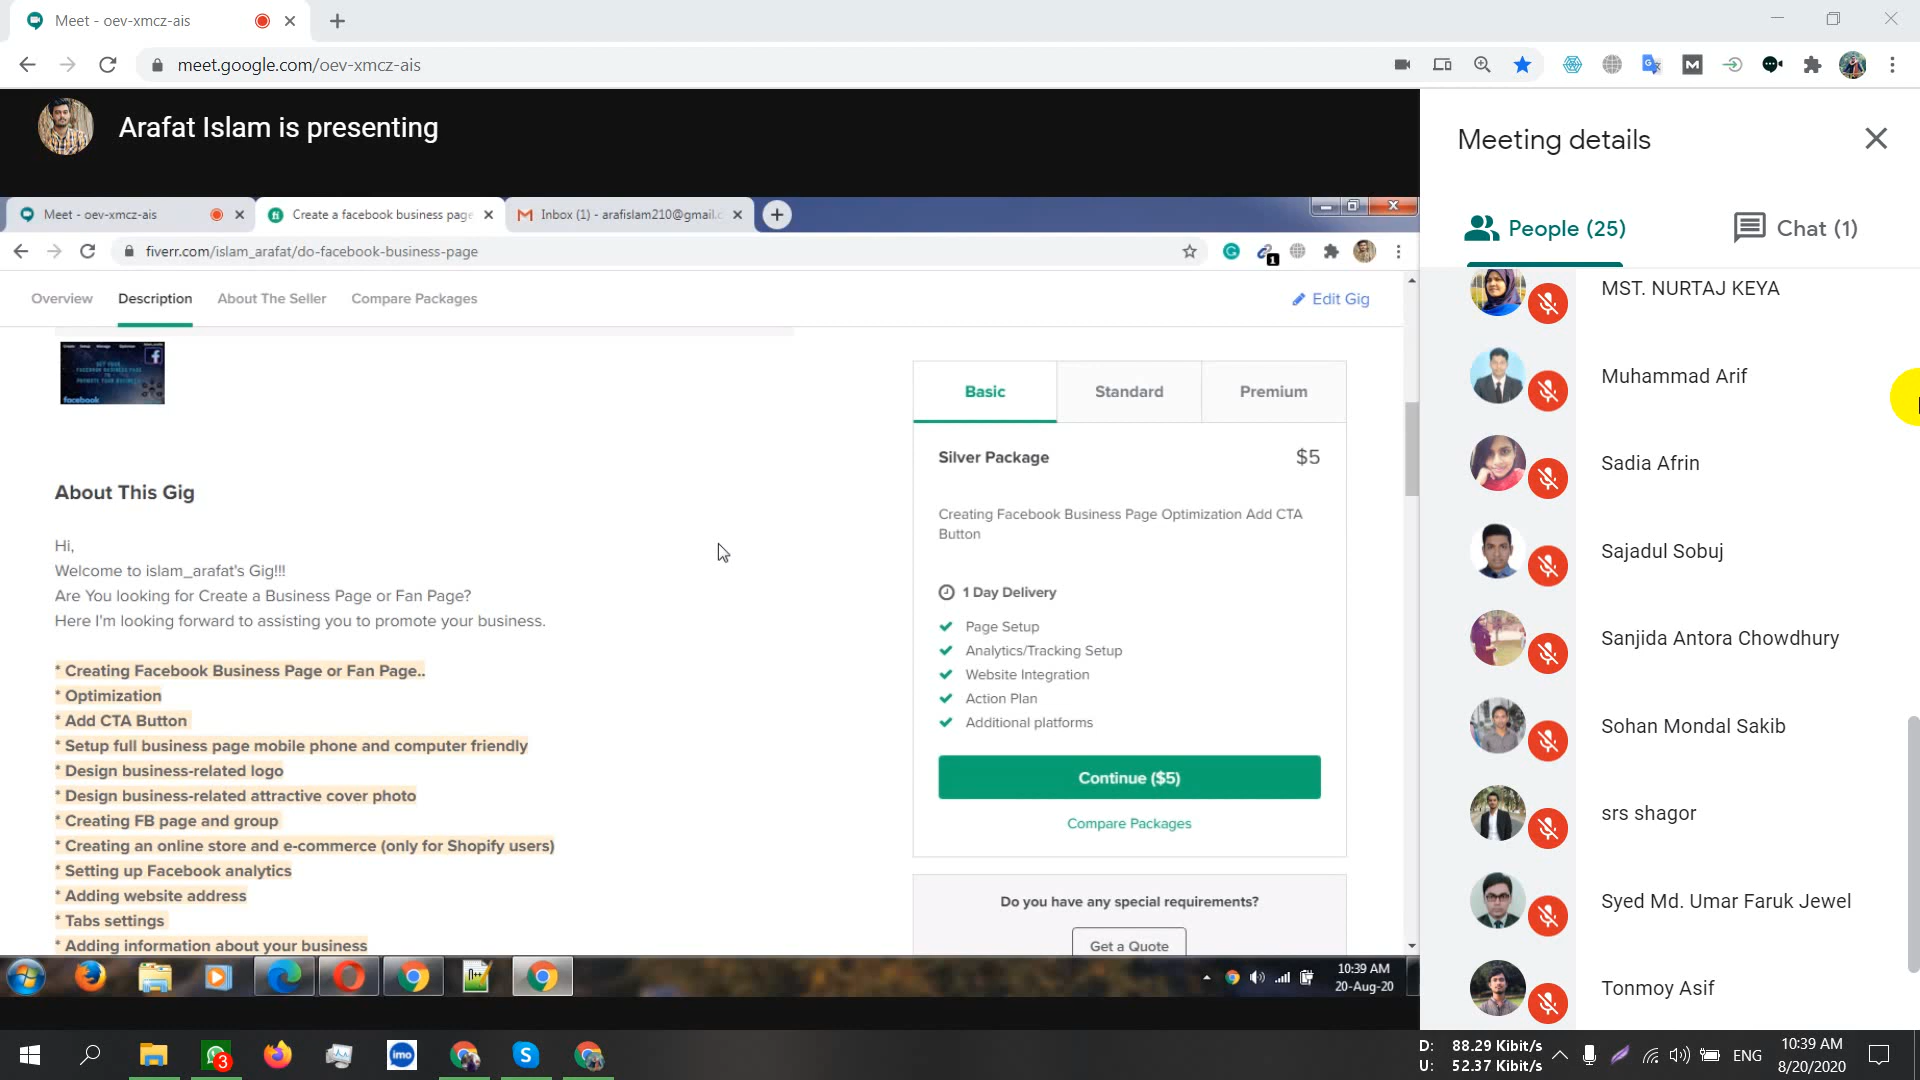 Meet - oev-xmcz-ais
meet.google.com/oev-xmcz-ais
Arafat Islam is presenting
Meet - oev-xmcz-ais
Create a facebook business page
Inbox (1) - arafislam210@gmail.c
fiverr.com/islam_arafat/do-facebook-business-page
1
Overview
Description
About The Seller
Compare Packages
Edit Gig
facebook
About This Gig
Hi,
Welcome to islam_arafat's Gig!!!
Are You looking for Create a Business Page or Fan Page?
Here I'm looking forward to assisting you to promote your business.
* Creating Facebook Business Page or Fan Page..
* Optimization
* Add CTA Button
* Setup full business page mobile phone and computer friendly
* Design business-related logo
* Design business-related attractive cover photo
* Creating FB page and group
* Creating an online store and e-commerce (only for Shopify users)
* Setting up Facebook analytics
* Adding website address
* Tabs settings
* Adding information about your business
Basic
Standard
Premium
Silver Package
$5
Creating Facebook Business Page Optimization Add CTA
Button
1 Day Delivery
Page Setup
Analytics/Tracking Setup
Website Integration
Action Plan
Additional platforms
Continue ($5)
Compare Packages
Do you have any special requirements?
Get a Quote
10:39 AM
20-Aug-20
Meeting details
People (25)
Chat (1)
MST. NURTAJ KEYA
Muhammad Arif
Sadia Afrin
Sajadul Sobuj
Sanjida Antora Chowdhury
Sohan Mondal Sakib
srs shagor
Syed Md. Umar Faruk Jewel
Tonmoy Asif
3
imo
D: 88.29 Kibit/s
U: 52.37 Kibit/s
ENG
10:39 AM
8/20/2020